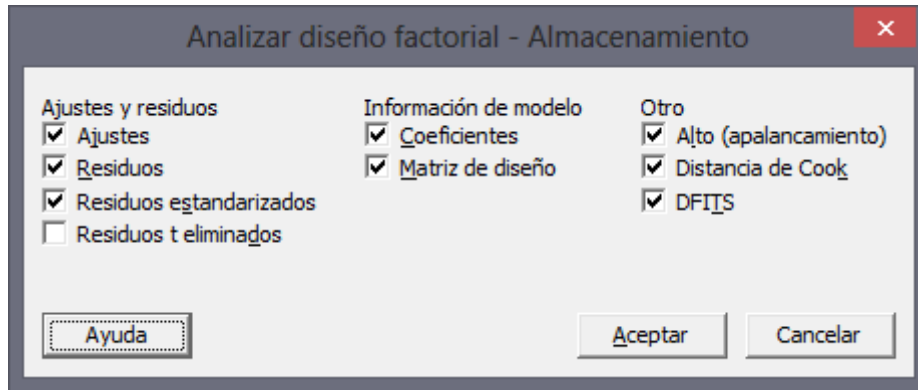 Analizar diseño factorial - Almacenamiento
Ajustes y residuos
Ajustes
Residuos
Residuos estandarizados
Residuos t eliminados
Información de modelo
Coeficientes
Matriz de diseño
Otro
Alto (apalancamiento)
Distancia de Cook
DFITS
Ayuda
Aceptar
Cancelar